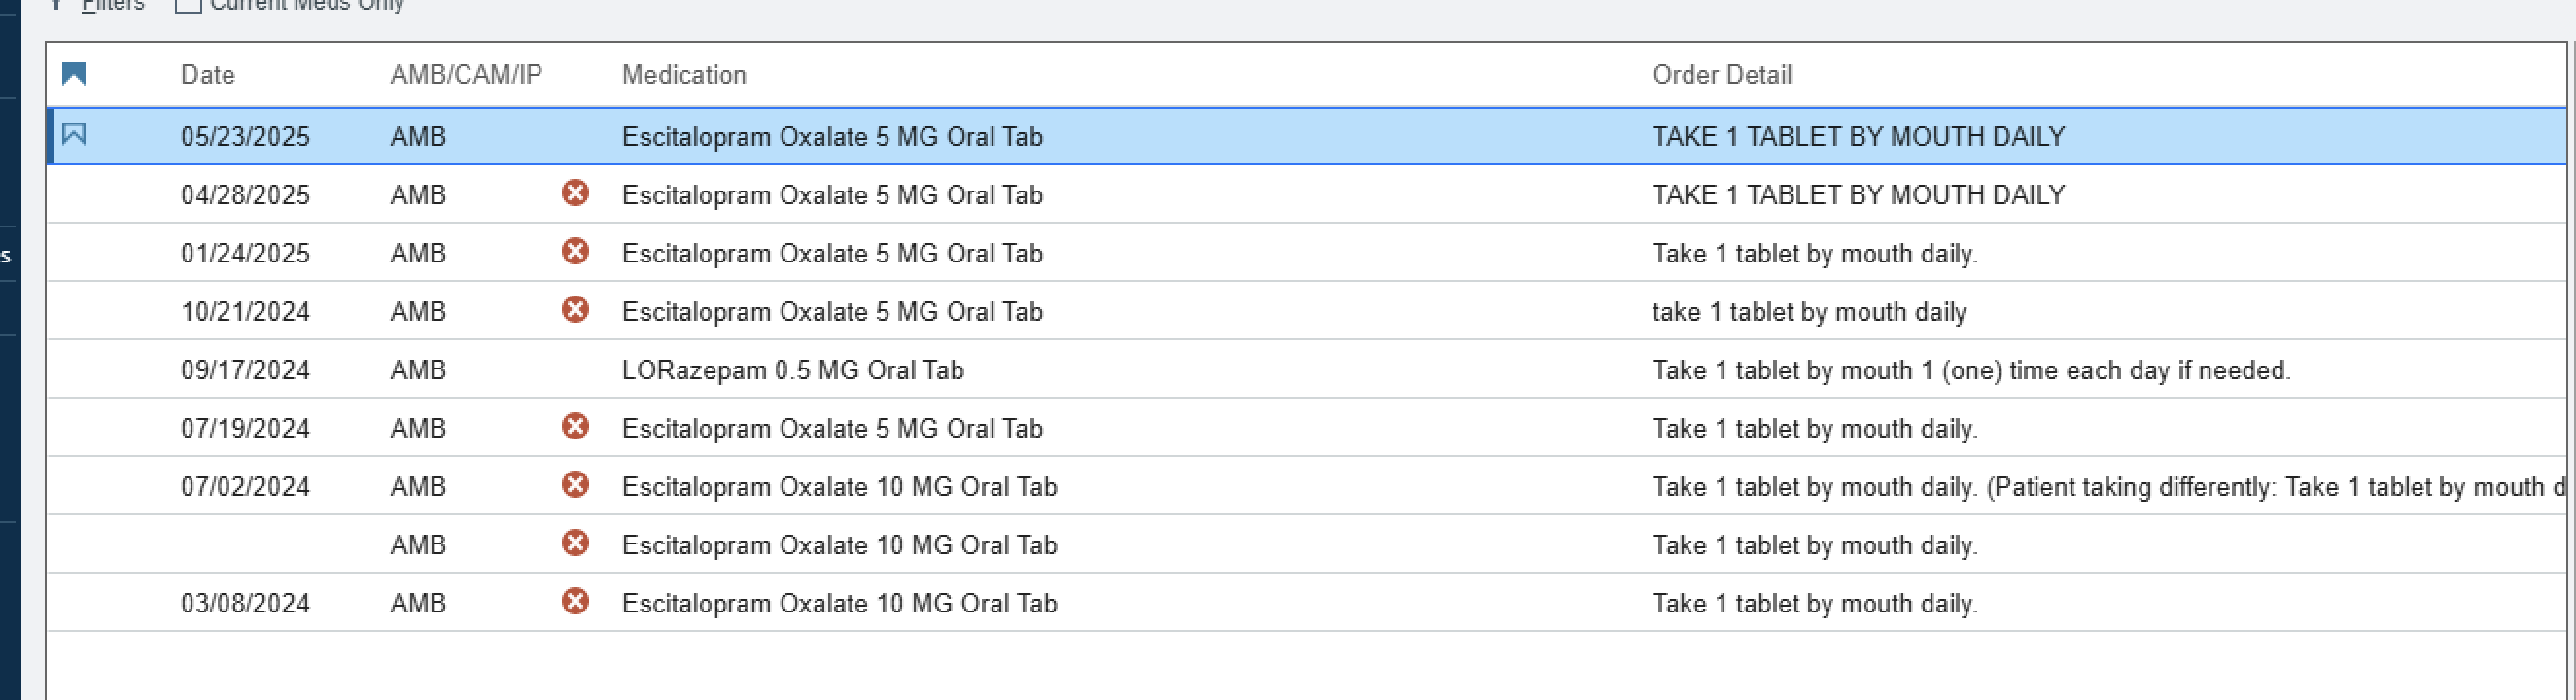 Filters Current Meds Only
Date AMB/CAM/IP Medication Order Detail
05/23/2025 AMB Escitalopram Oxalate 5 MG Oral Tab TAKE 1 TABLET BY MOUTH DAILY
04/28/2025 AMB Escitalopram Oxalate 5 MG Oral Tab TAKE 1 TABLET BY MOUTH DAILY
s
01/24/2025 AMB Escitalopram Oxalate 5 MG Oral Tab Take 1 tablet by mouth daily.
10/21/2024 AMB Escitalopram Oxalate 5 MG Oral Tab take 1 tablet by mouth daily
09/17/2024 AMB LORazepam 0.5 MG Oral Tab Take 1 tablet by mouth 1 (one) time each day if needed.
07/19/2024 AMB Escitalopram Oxalate 5 MG Oral Tab Take 1 tablet by mouth daily.
07/02/2024 AMB Escitalopram Oxalate 10 MG Oral Tab Take 1 tablet by mouth daily. (Patient taking differently: Take 1 tablet by mouth d
AMB Escitalopram Oxalate 10 MG Oral Tab Take 1 tablet by mouth daily.
03/08/2024 AMB Escitalopram Oxalate 10 MG Oral Tab Take 1 tablet by mouth daily.